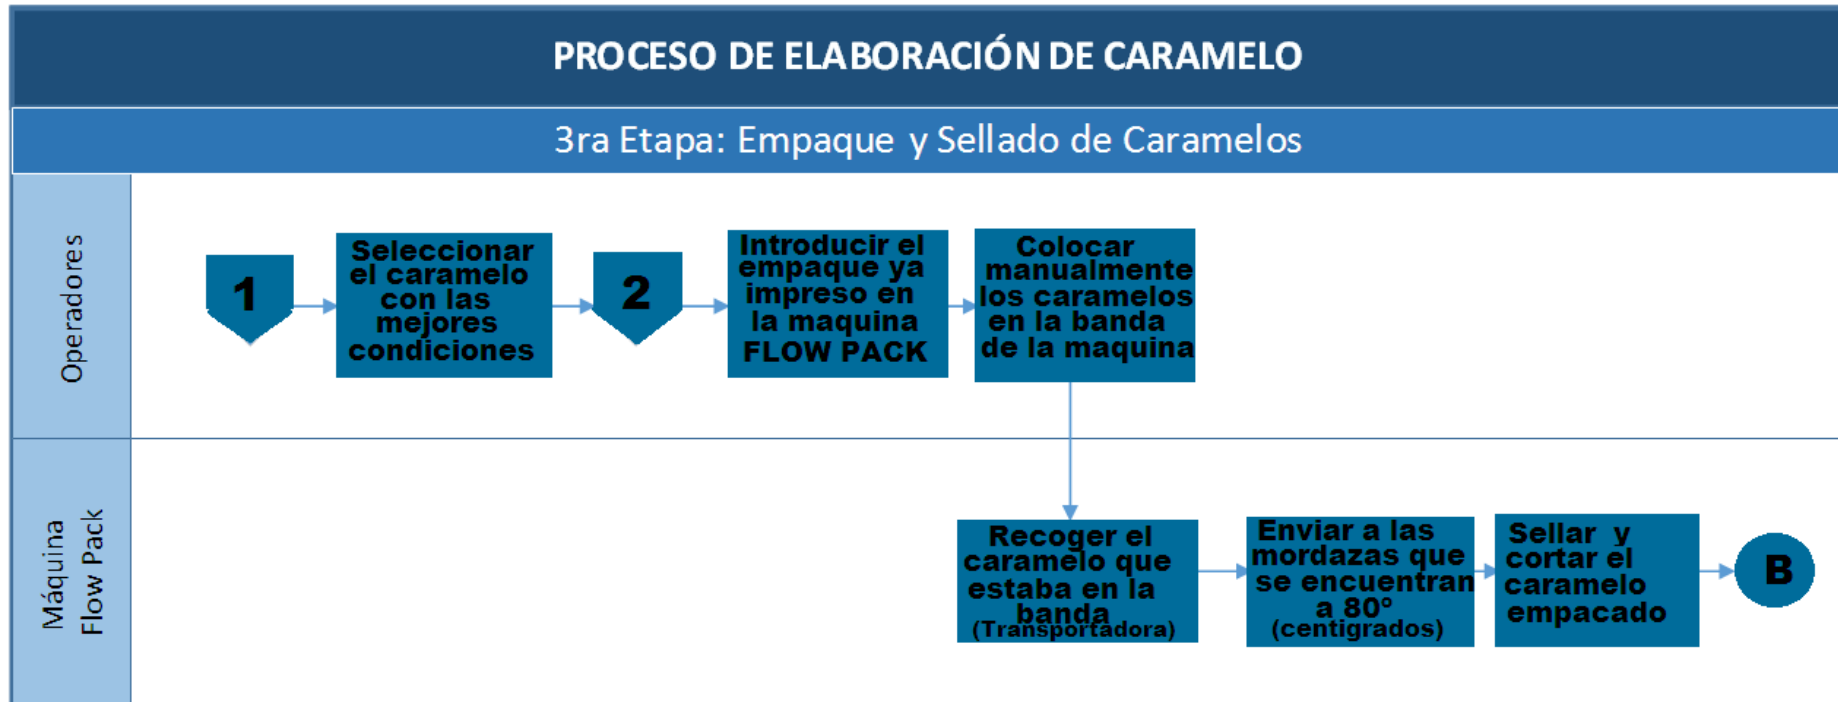 PROCESO DE ELABORACIÓN DE CARAMELO
3ra Etapa: Empaque y Sellado de Caramelos
Operadores
1
Seleccionar
el caramelo
con las
mejores
condiciones
2
Introducir el
empaque ya
impreso en
la maquina
FLOW PACK
Colocar
manualmente
los caramelos
en la banda
de la maquina
Máquina
Flow Pack
Recoger el
caramelo que
estaba en la
banda
(Transportadora)
Enviar a las
mordazas que
se encuentran
a 80°
(centigrados)
Sellar y
cortar el
caramelo
empacado
B